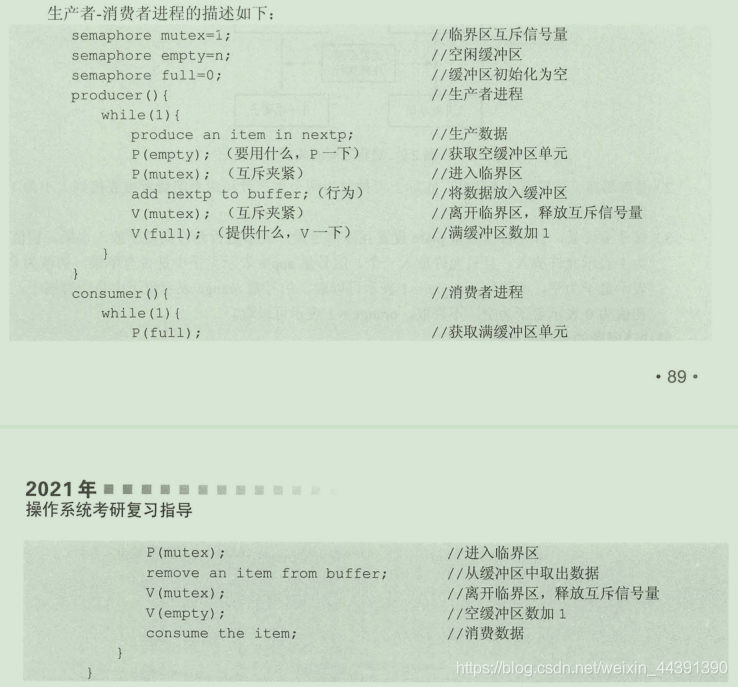 生产者-消费者进程的描述如下：
semaphore mutex=1; //临界区互斥信号量
semaphore empty=n; //空闲缓冲区
semaphore full=0; //缓冲区初始化为空
producer(){ //生产者进程
while(1){
produce an item in nextp; //生产数据
P(empty); （要用什么，P一下） //获取空缓冲区单元
P(mutex); （互斥夹紧） //进入临界区
add nextp to buffer;（行为） //将数据放入缓冲区
V(mutex); （互斥夹紧） //离开临界区，释放互斥信号量
V(full); （提供什么，V一下） //满缓冲区数加1
}
}
consumer(){ //消费者进程
while(1){
P(full); //获取满缓冲区单元
•89•
2021年
操作系统考研复习指导
P(mutex); //进入临界区
remove an item from buffer; //从缓冲区中取出数据
V(mutex); //离开临界区，释放互斥信号量
V(empty); //空缓冲区数加1
consume the item; //消费数据
}
}
https://blog.csdn.net/weixin_44391390